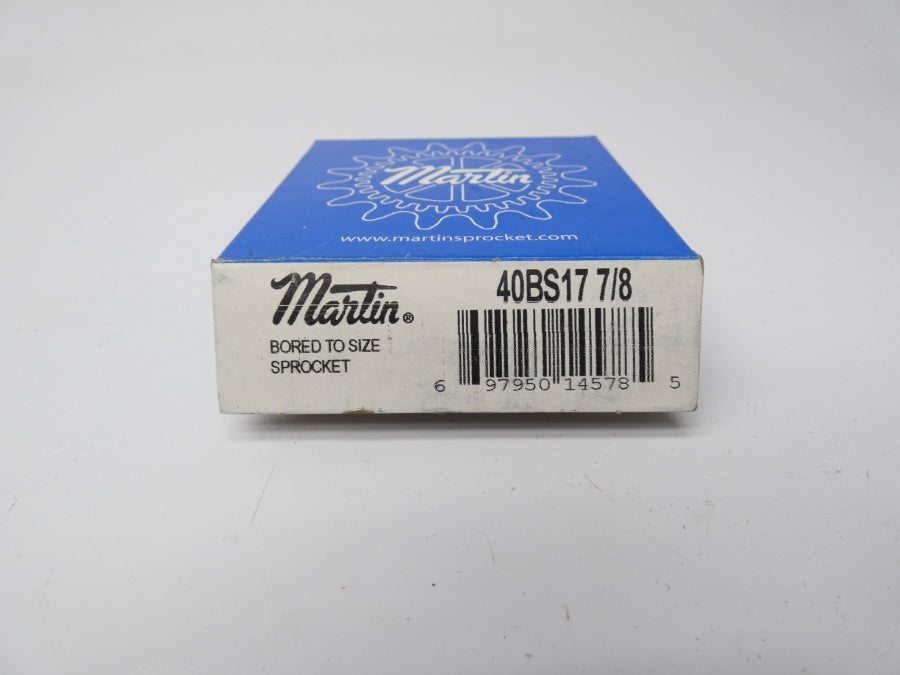 Martin
www.martinsprocket.com
Martin®
BORED TO SIZE
SPROCKET
40BS17 7/8
6 97950 14578 5